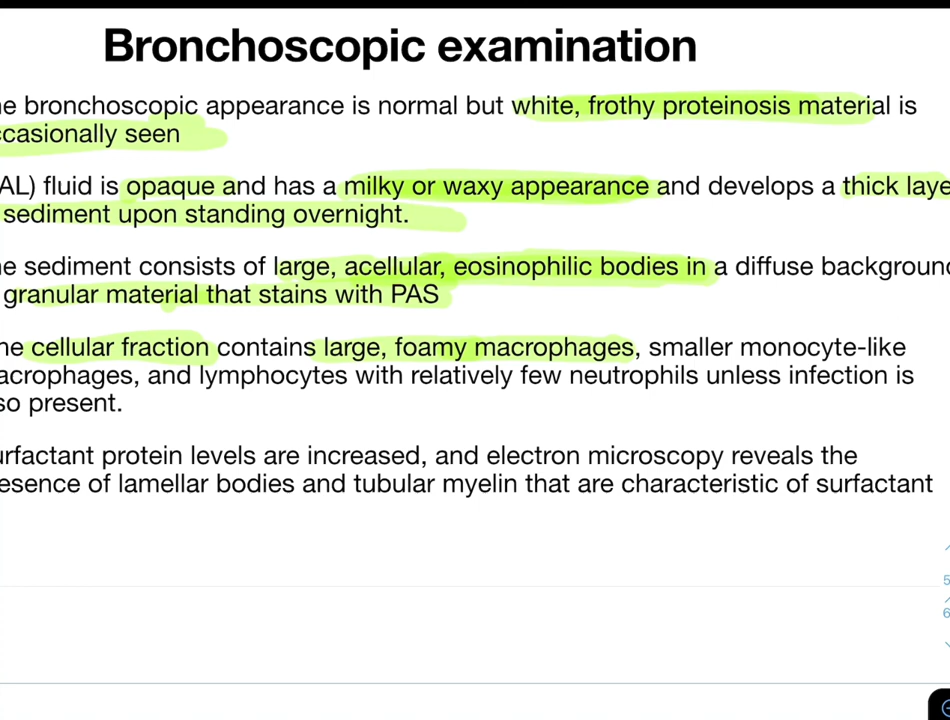 Bronchoscopic examination
e bronchoscopic appearance is normal but white, frothy proteinosis material is
ccasionally seen
AL) fluid is opaque and has a milky or waxy appearance and develops a thick laye
sediment upon standing overnight.
e sediment consists of large, acellular, eosinophilic bodies in a diffuse background
granular material that stains with PAS
ne cellular fraction contains large, foamy macrophages, smaller monocyte-like
acrophages, and lymphocytes with relatively few neutrophils unless infection is
so present.
urfactant protein levels are increased, and electron microscopy reveals the
esence of lamellar bodies and tubular myelin that are characteristic of surfactant
5
6